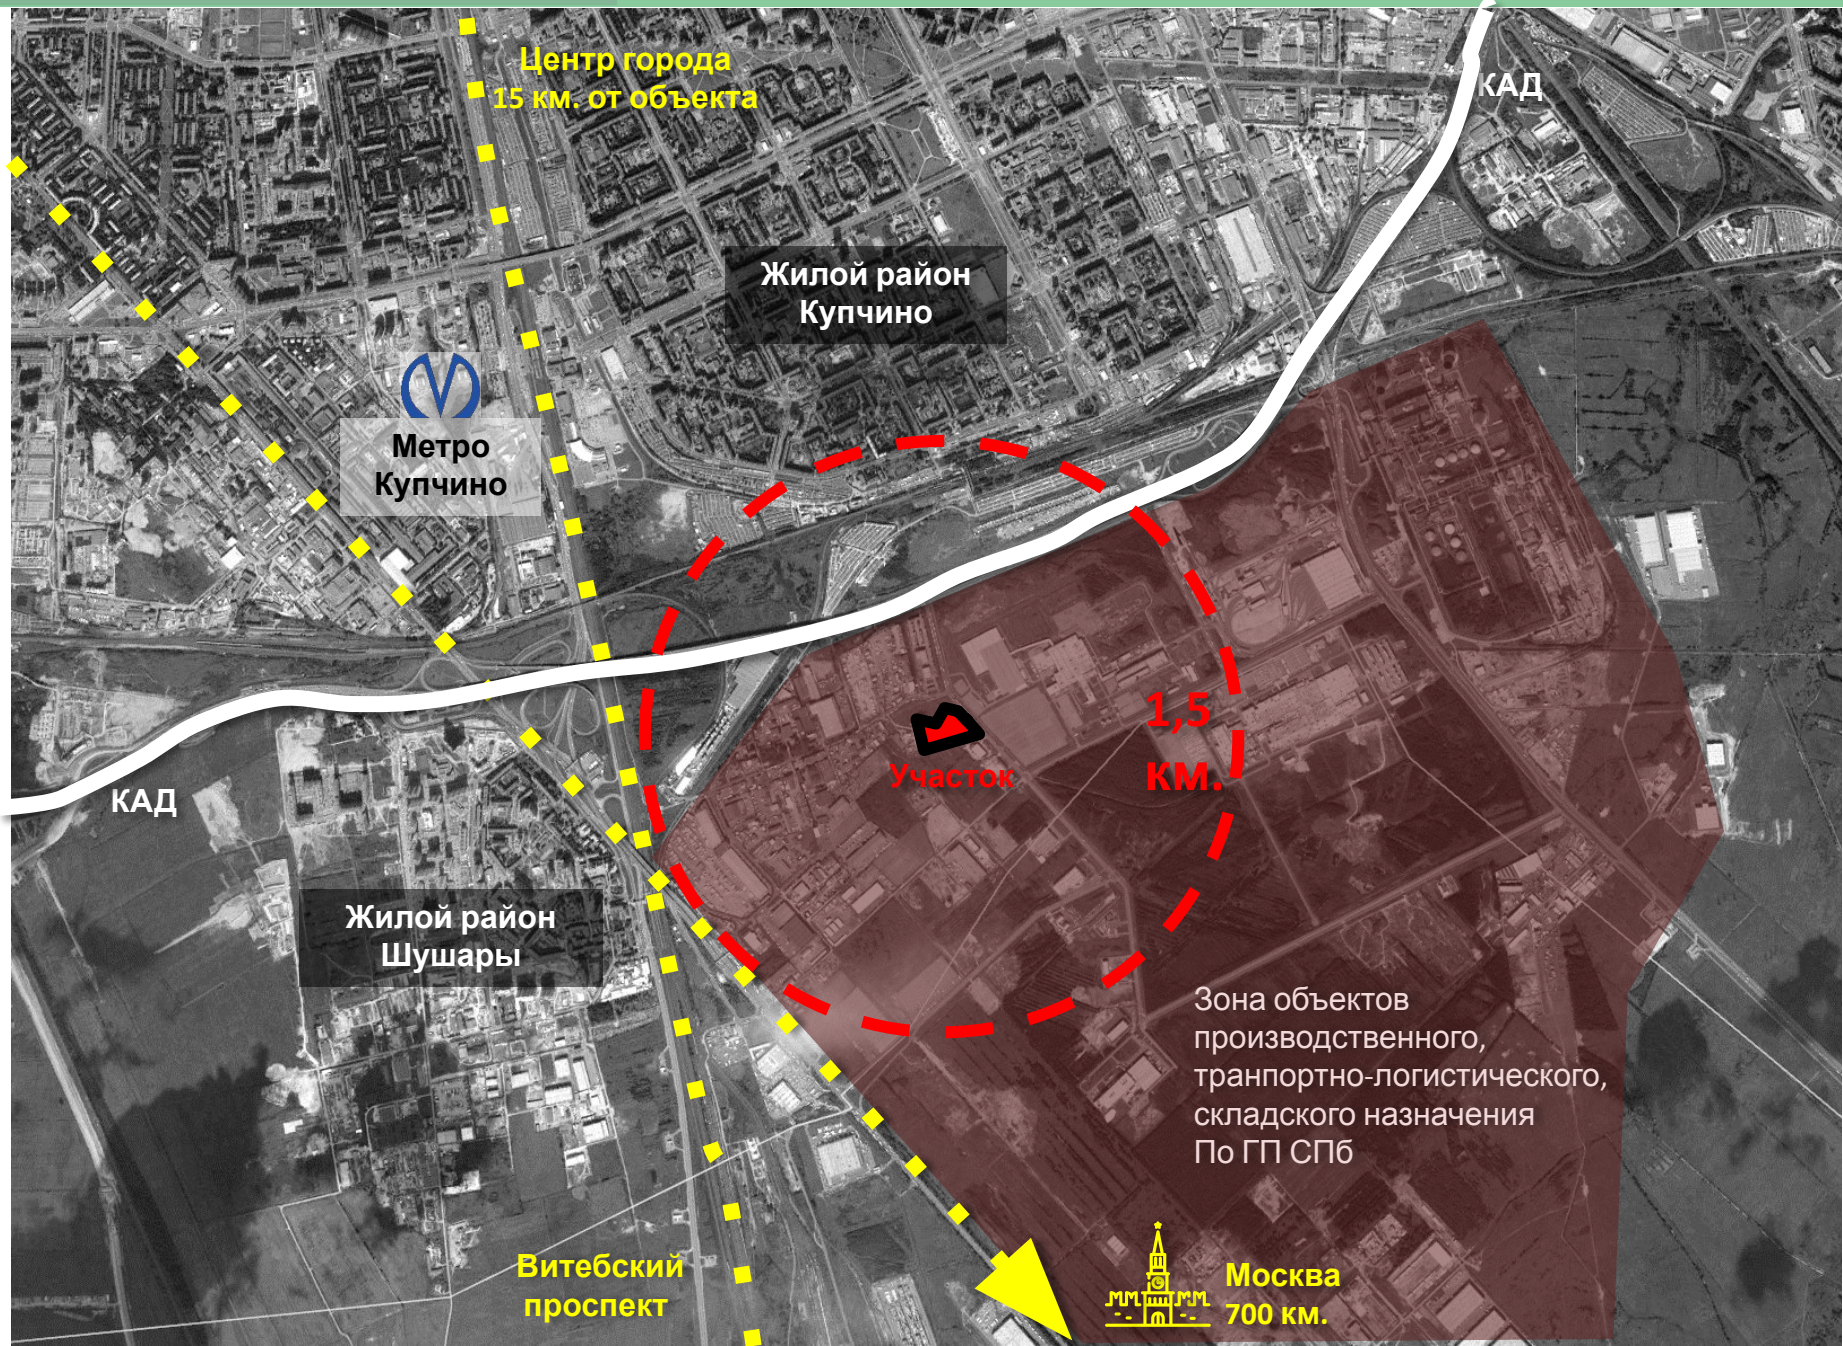 Центр города
15 км. от объекта
КАД
Жилой район
Купчино
Метро
Купчино
1,5
км.
Участок
КАД
Жилой район
Шушары
Зона объектов
производственного,
транпортно-логистического,
складского назначения
По ГП СПб
Витебский
проспект
Москва
700 км.